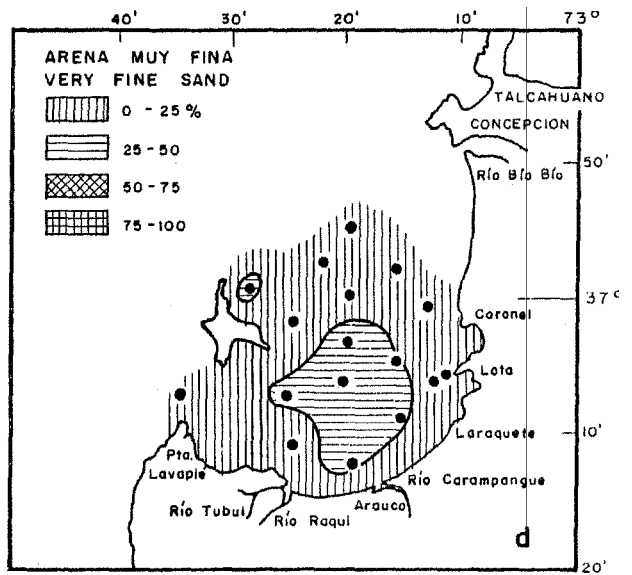 40' 30' 20' 10' 73°
ARENA MUY FINA
VERY FINE SAND
0 - 25 %
25 - 50
50 - 75
75 - 100
TALCAHUANO
CONCEPCION
50'
Río Bío Bío
37°
Coronel
Lota
10'
Laraquete
Pta.
Lavapié
Río Carampangue
Río Tubul
Arauco
Río Raqui
d
20'